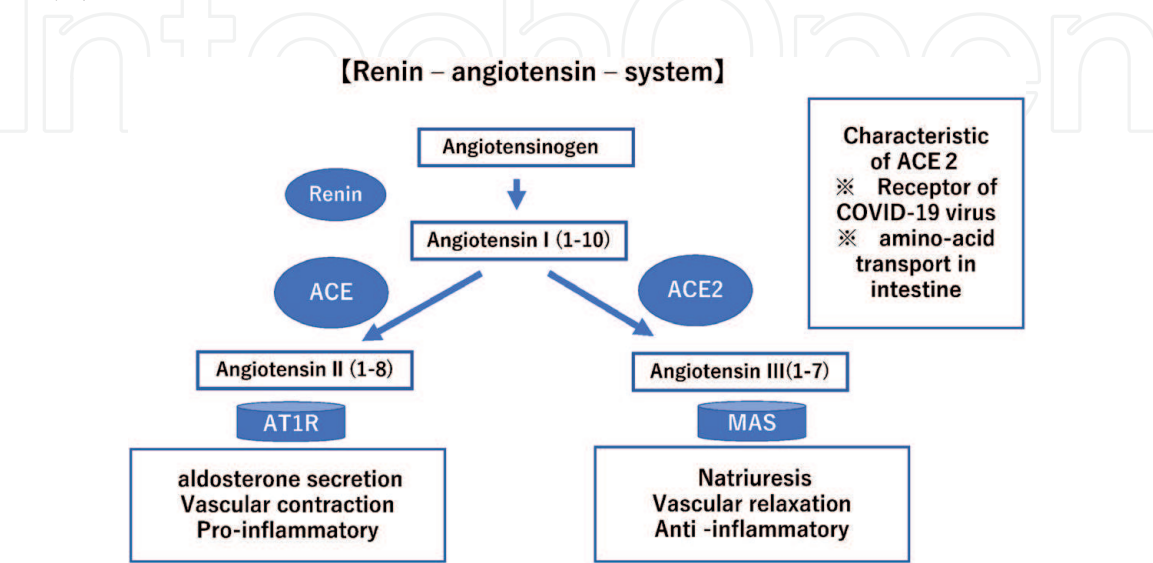 IntechOpen
【Renin – angiotensin – system】
Angiotensinogen
Renin
Angiotensin I (1-10)
ACE
ACE2
Angiotensin II (1-8)
Angiotensin III(1-7)
AT1R
MAS
aldosterone secretion
Vascular contraction
Pro-inflammatory
Natriuresis
Vascular relaxation
Anti -inflammatory
Characteristic
of ACE 2
※ Receptor of
COVID-19 virus
※ amino-acid
transport in
intestine